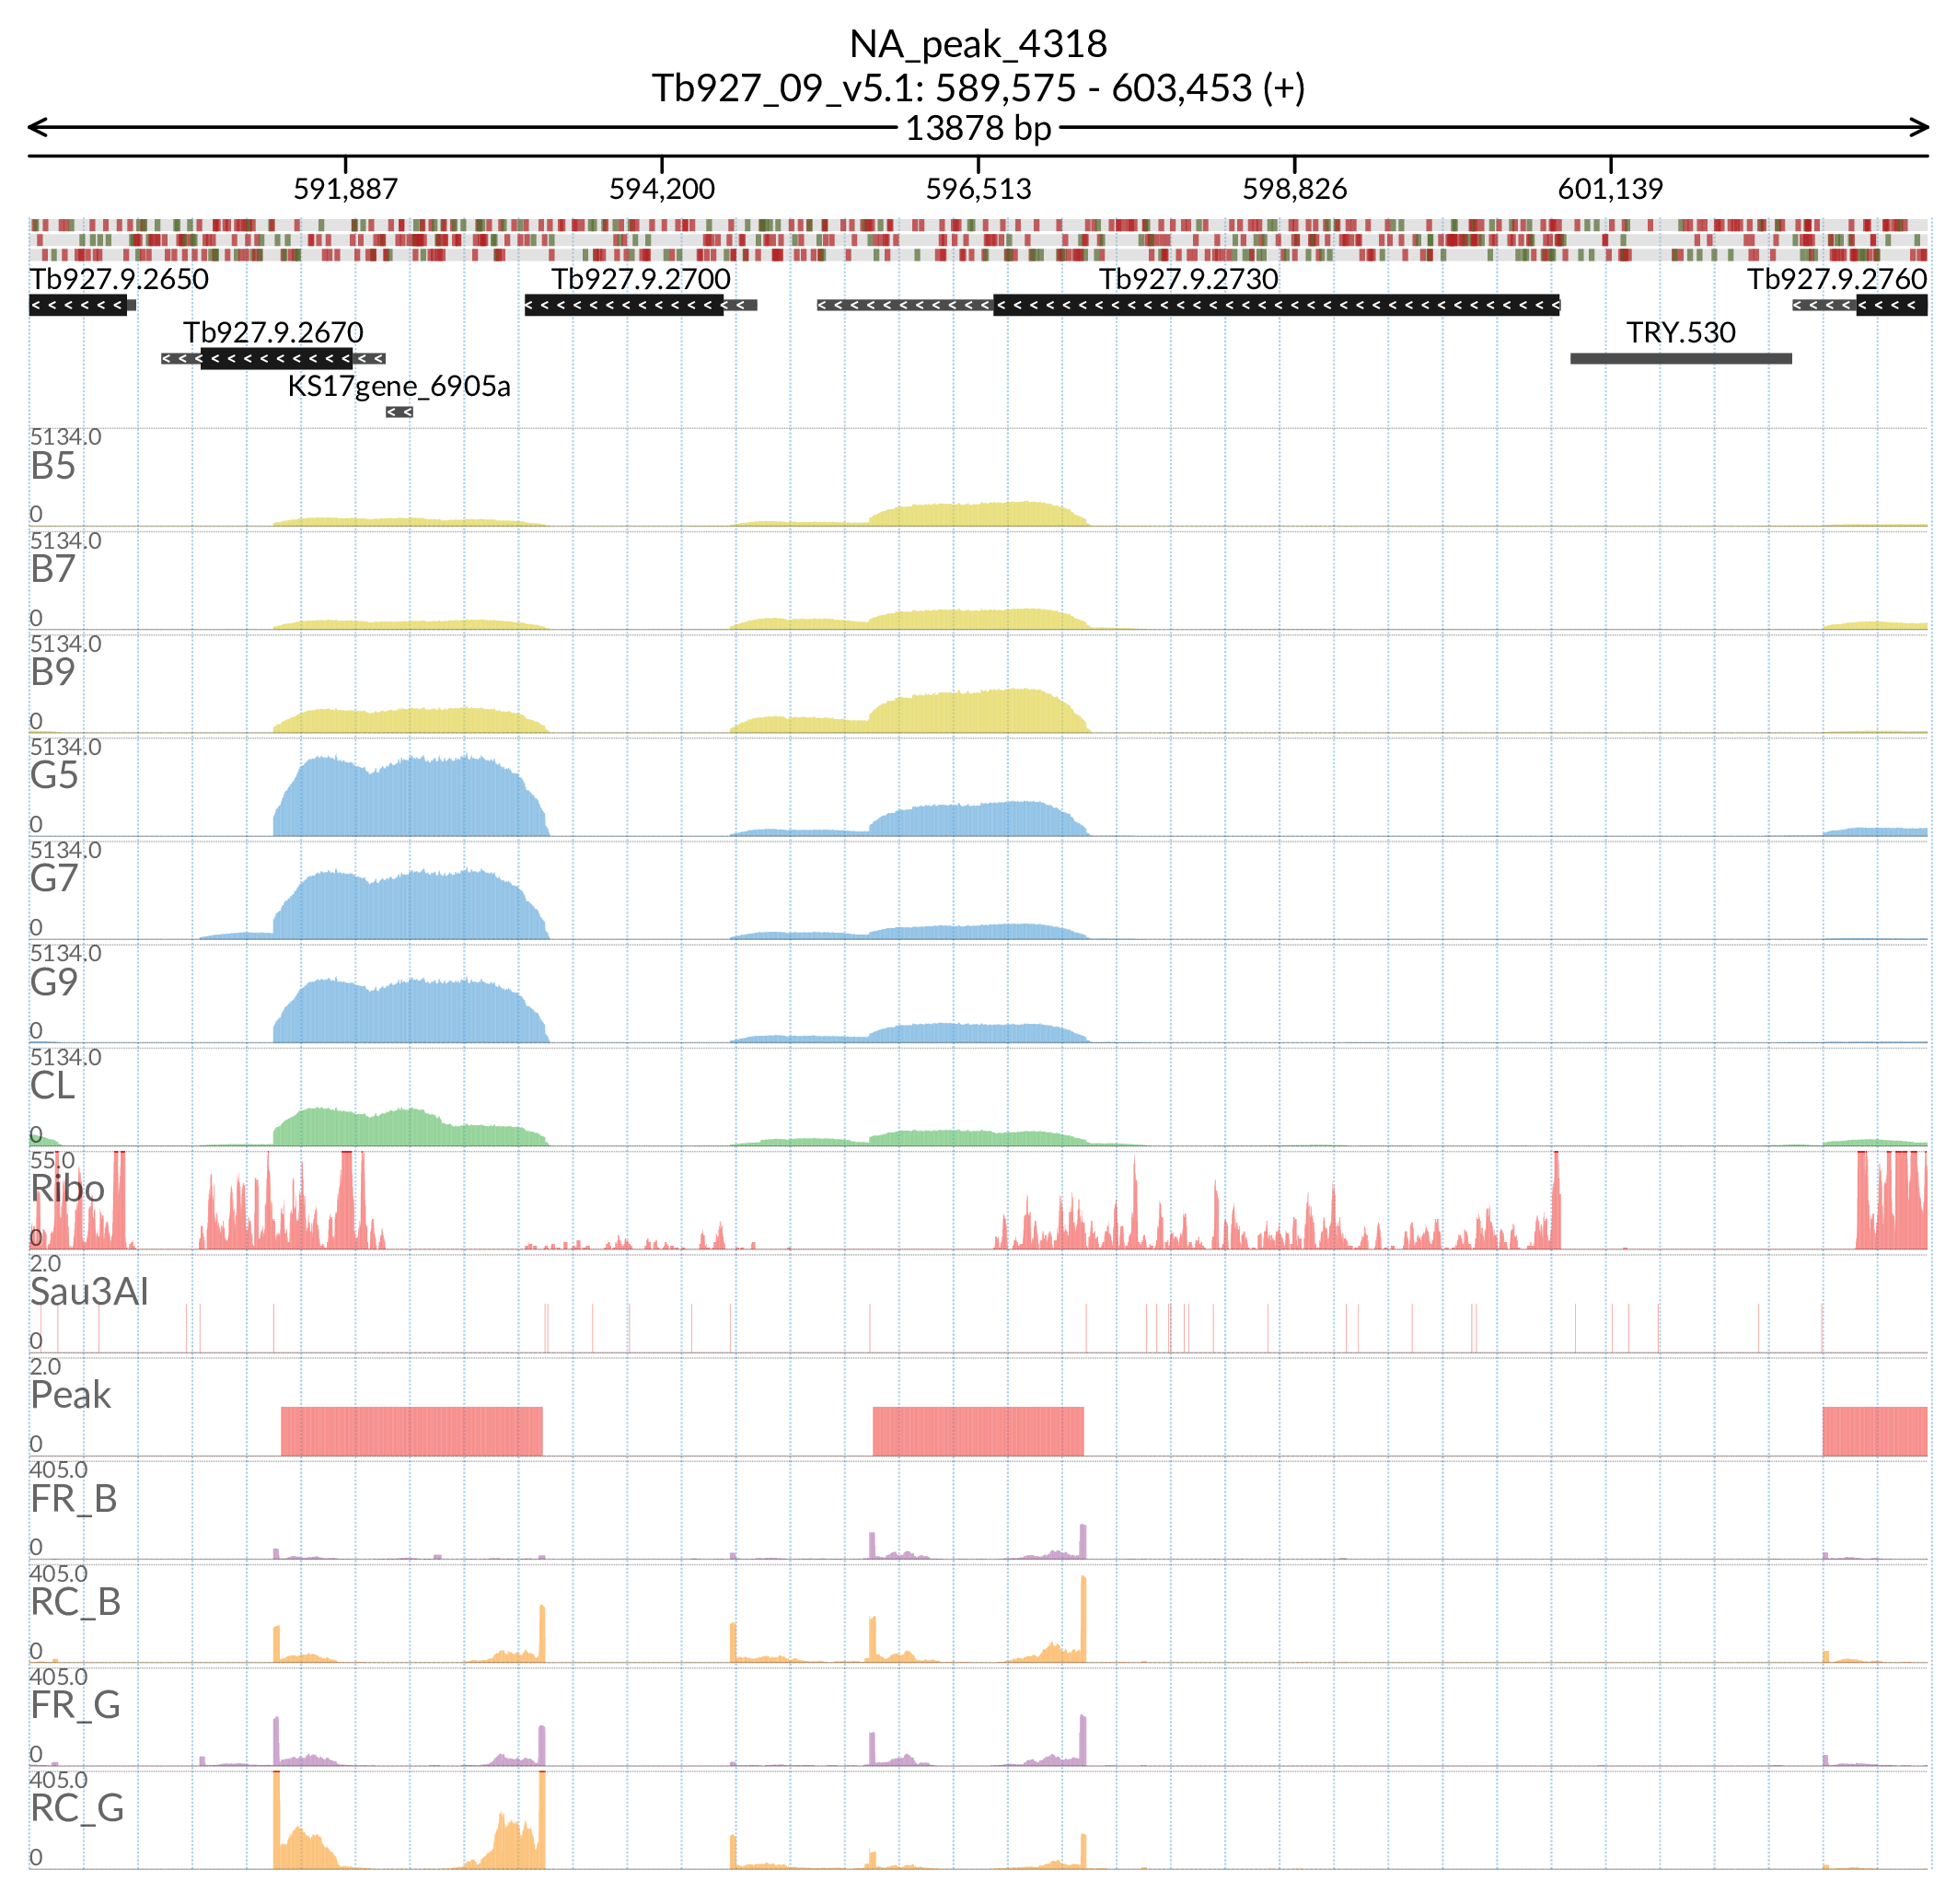 NA_peak_4318
Tb927_09_v5.1: 589,575 - 603,453 (+)
13878 bp
591,887 594,200 596,513 598,826 601,139
Tb927.9.2650 Tb927.9.2700 Tb927.9.2730 Tb927.9.2760
Tb927.9.2670 TRY.530
KS17gene_6905a
5134.0
B5
0
5134.0
B7
0
5134.0
B9
0
5134.0
G5
0
5134.0
G7
0
5134.0
G9
0
5134.0
CL
0
55.0
Ribo
0
2.0
Sau3AI
0
2.0
Peak
0
405.0
FR_B
0
405.0
RC_B
0
405.0
FR_G
0
405.0
RC_G
0